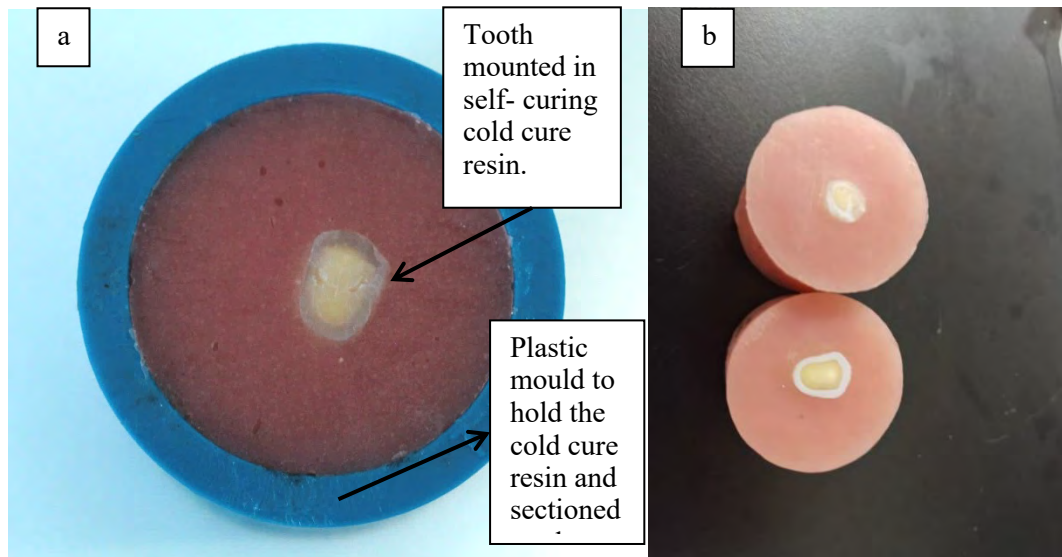 a
Tooth
mounted in
self- curing
cold cure
resin.
b
Plastic
mould to
hold the
cold cure
resin and
sectioned